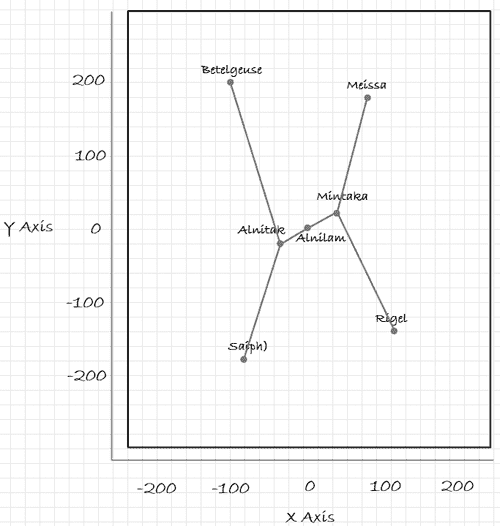 Betelgeuse
Meissa
200
100
Mintaka
Alnitak
Alnilam
Y Axis
0
-100
Rigel
Saiph)
-200
-200
-100
0
100
200
X Axis